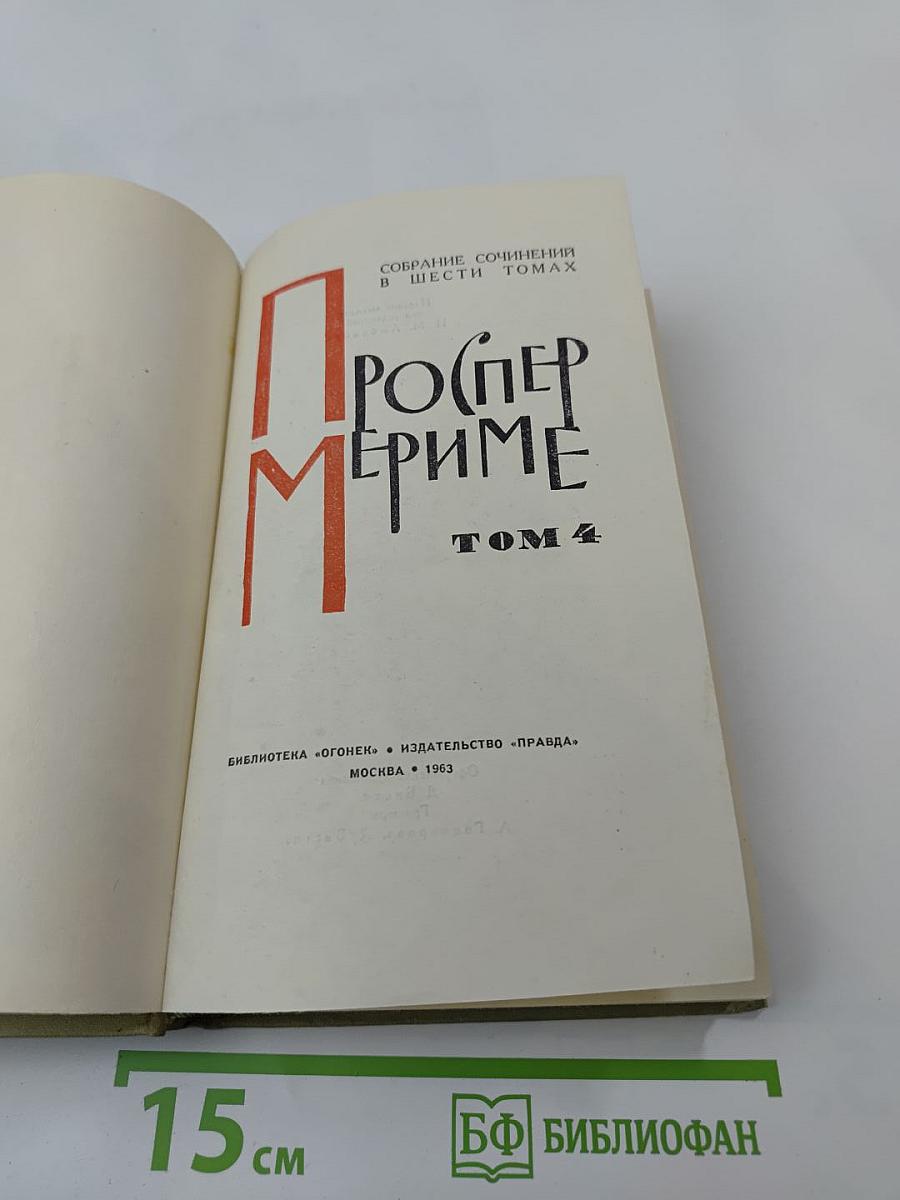 СОБРАНИЕ СОЧИНЕНИЙ
В ШЕСТИ ТОМАХ
ПРОСПЕР
МЕРИМЕ
ТОМ 4
БИБЛИОТЕКА «ОГОНЕК» • ИЗДАТЕЛЬСТВО «ПРАВДА»
МОСКВА • 1963
15 см
БФ БИБЛИОФАН